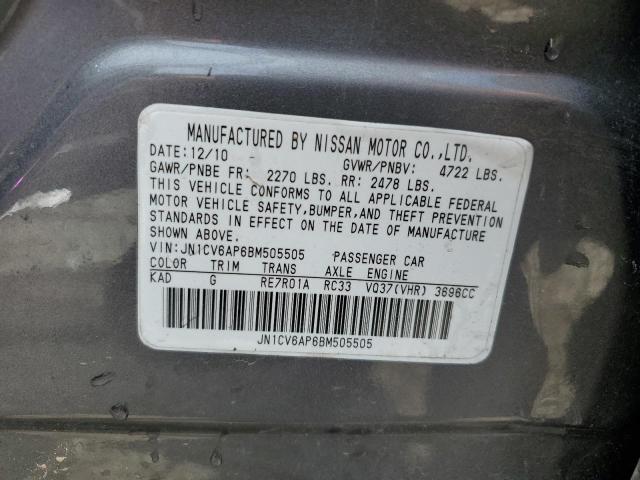 MANUFACTURED BY NISSAN MOTOR CO.,LTD.
DATE:12/10 GVWR/PNBV: 4722 LBS.
GAWR/PNBE FR: 2270 LBS. RR: 2478 LBS.
THIS VEHICLE CONFORMS TO ALL APPLICABLE FEDERAL
MOTOR VEHICLE SAFETY,BUMPER,AND THEFT PREVENTION
STANDARDS IN EFFECT ON THE DATE OF MANUFACTURE
SHOWN ABOVE.
VIN:JN1CV6AP6BM505505 PASSENGER CAR
COLOR TRIM TRANS AXLE ENGINE
KAD G RE7R01A RC33 VQ37(VHR) 3696CC
JN1CV6AP6BM505505